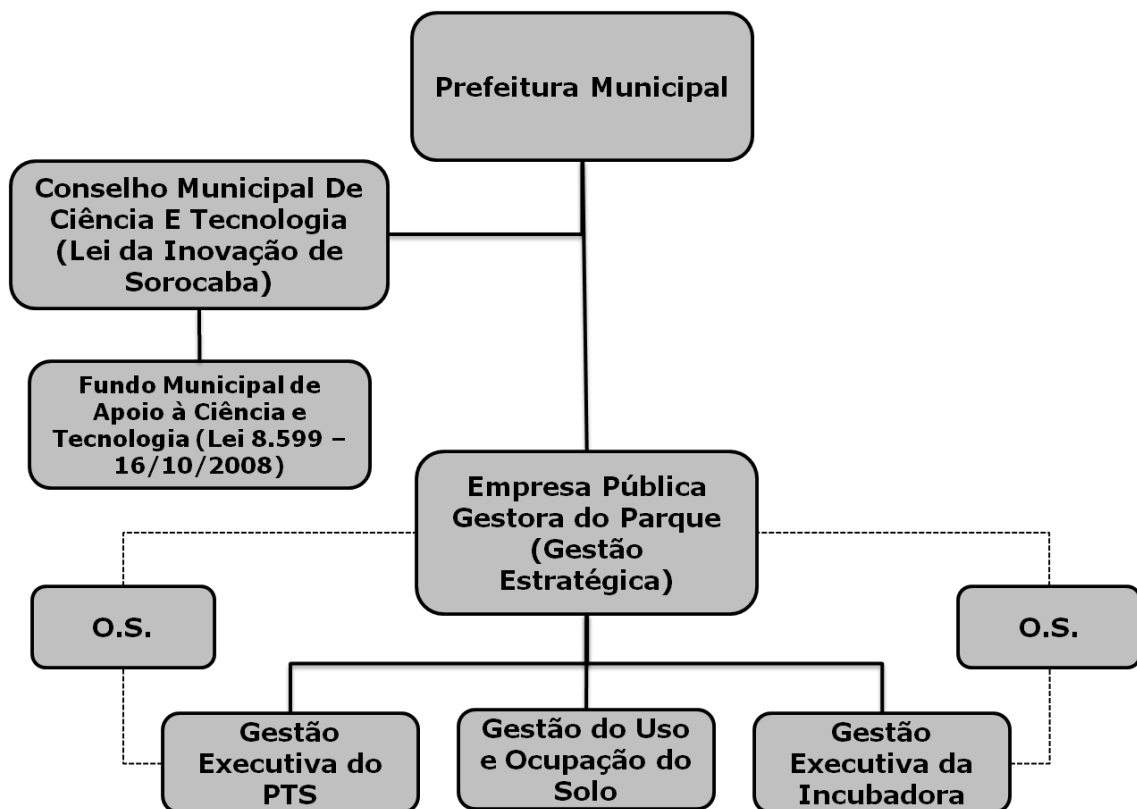 Prefeitura Municipal
Conselho Municipal De
Ciência E Tecnologia
(Lei da Inovação de
Sorocaba)
Fundo Municipal de
Apoio à Ciência e
Tecnologia (Lei 8.599 –
16/10/2008)
Empresa Pública
Gestora do Parque
(Gestão
Estratégica)
O.S.
O.S.
Gestão
Executiva do
PTS
Gestão do Uso
e Ocupação do
Solo
Gestão
Executiva da
Incubadora